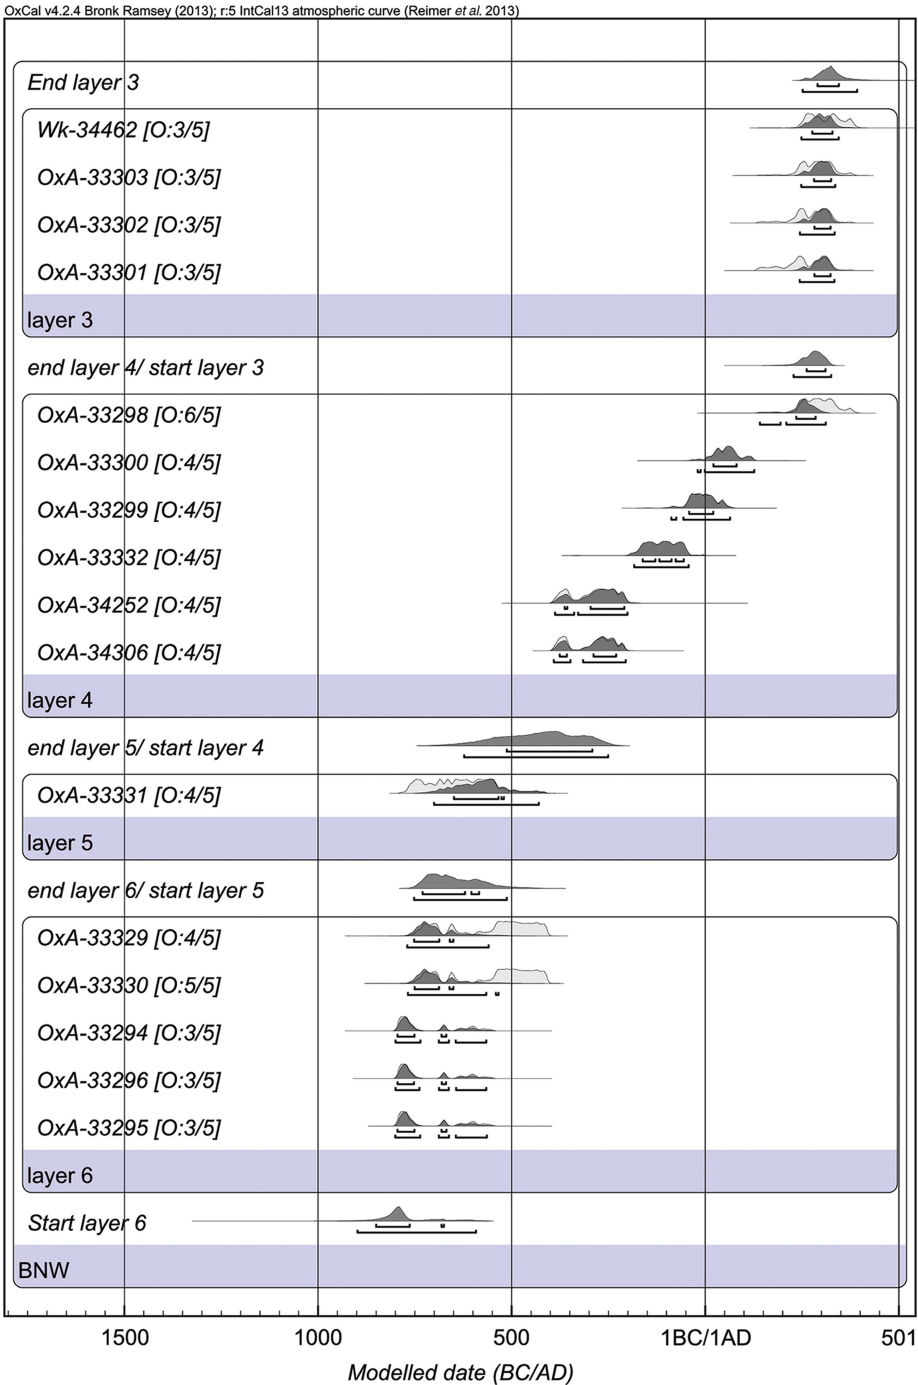 OxCal v4.2.4 Bronk Ramsey (2013); r:5 IntCal13 atmospheric curve (Reimer et al. 2013)
End layer 3
Wk-34462 [O:3/5]
OxA-33303 [O:3/5]
OxA-33302 [O:3/5]
OxA-33301 [O:3/5]
layer 3
end layer 4/ start layer 3
OxA-33298 [O:6/5]
OxA-33300 [O:4/5]
OxA-33299 [O:4/5]
OxA-33332 [O:4/5]
OxA-34252 [O:4/5]
OxA-34306 [O:4/5]
layer 4
end layer 5/ start layer 4
OxA-33331 [O:4/5]
layer 5
end layer 6/ start layer 5
OxA-33329 [O:4/5]
OxA-33330 [O:5/5]
OxA-33294 [O:3/5]
OxA-33296 [O:3/5]
OxA-33295 [O:3/5]
layer 6
Start layer 6
BNW
1500 1000 500 1BC/1AD 501
Modelled date (BC/AD)